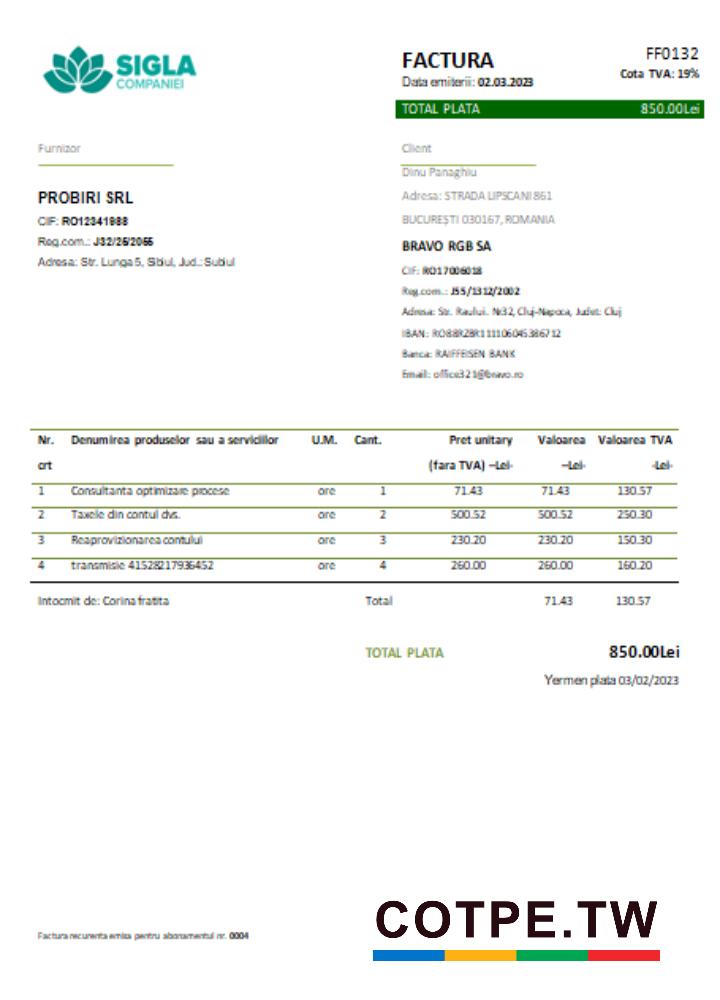 SIGLA
COMPANIEI
FACTURA
FF0132
Data emiterii: 02.03.2023
Cota TVA: 19%
TOTAL PLATA 850.00Lei
Furnizor
PROBIRI SRL
CIF: RO12341988
Reg.com.: J32/25/2055
Adresa: Str. Lunga 5, Sibiul, Jud.: Subiul
Client
Dinu Panaghiu
Adresa: STRADA LIPSCANI 861
BUCUREȘTI 030167, ROMANIA
BRAVO RGB SA
CIF: RO17006018
Reg.com.: J55/1312/2002
Adresa: Str. Raului. Nr32, Cluj-Napoca, Judet: Cluj
IBAN: RO88RZBR111106045386712
Banca: RAIFFEISEN BANK
Email: office321@bravo.ro
Nr. crt Denumirea produselor sau a serviciilor U.M. Cant. Pret unitary (fara TVA) –Lei- Valoarea –Lei- Valoarea TVA -Lei-
1 Consultanta optimizare procese ore 1 71.43 71.43 130.57
2 Taxele din contul dvs. ore 2 500.52 500.52 250.30
3 Reaprovizionarea contului ore 3 230.20 230.20 150.30
4 transmisie 41528217936452 ore 4 260.00 260.00 160.20
Intocmit de: Corina fratita Total 71.43 130.57
TOTAL PLATA 850.00Lei
Yermen plata 03/02/2023
Factura recurenta emisa pentru abonamentul nr. 0004
COTPE.TW